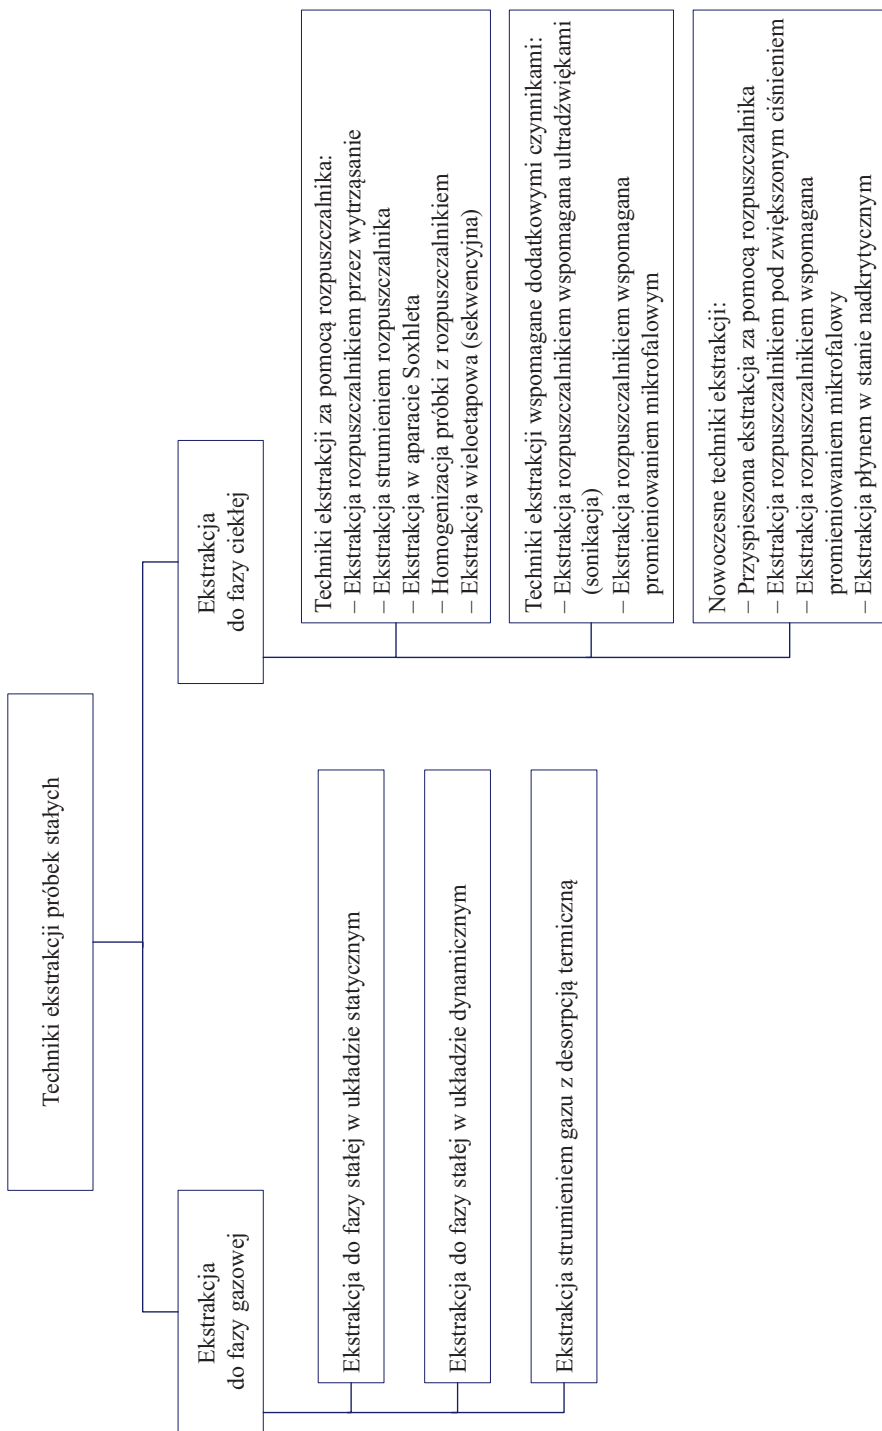 Techniki ekstrakcji próbek stałych
Ekstrakcja
do fazy gazowej
Ekstrakcja do fazy stałej w układzie statycznym
Ekstrakcja do fazy stałej w układzie dynamicznym
Ekstrakcja strumieniem gazu z desorpcją termiczną
Ekstrakcja
do fazy ciekłej
Techniki ekstrakcji za pomocą rozpuszczalnika:
– Ekstrakcja rozpuszczalnikiem przez wytrząsanie
– Ekstrakcja strumieniem rozpuszczalnika
– Ekstrakcja w aparacie Soxhleta
– Homogenizacja próbki z rozpuszczalnikiem
– Ekstrakcja wieloetapowa (sekwencyjna)
Techniki ekstrakcji wspomagane dodatkowymi czynnikami:
– Ekstrakcja rozpuszczalnikiem wspomagana ultradźwiękami
(sonikacja)
– Ekstrakcja rozpuszczalnikiem wspomagana
promieniowaniem mikrofalowym
Nowoczesne techniki ekstrakcji:
– Przyspieszona ekstrakcja za pomocą rozpuszczalnika
– Ekstrakcja rozpuszczalnikiem pod zwiększonym ciśnieniem
– Ekstrakcja rozpuszczalnikiem wspomagana
promieniowaniem mikrofalowy
– Ekstrakcja płynem w stanie nadkrytycznym